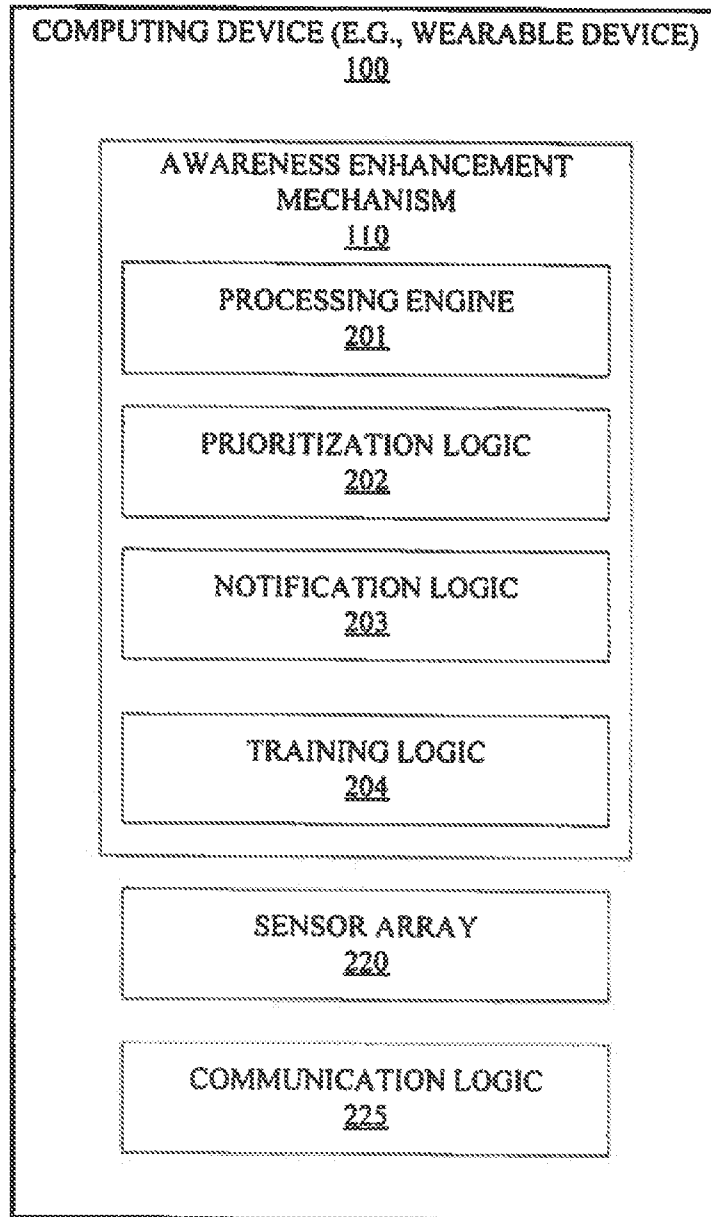 COMPUTING DEVICE (E.G., WEARABLE DEVICE)
100
AWARENESS ENHANCEMENT
MECHANISM
110
PROCESSING ENGINE
201
PRIORITIZATION LOGIC
202
NOTIFICATION LOGIC
203
TRAINING LOGIC
204
SENSOR ARRAY
220
COMMUNICATION LOGIC
225